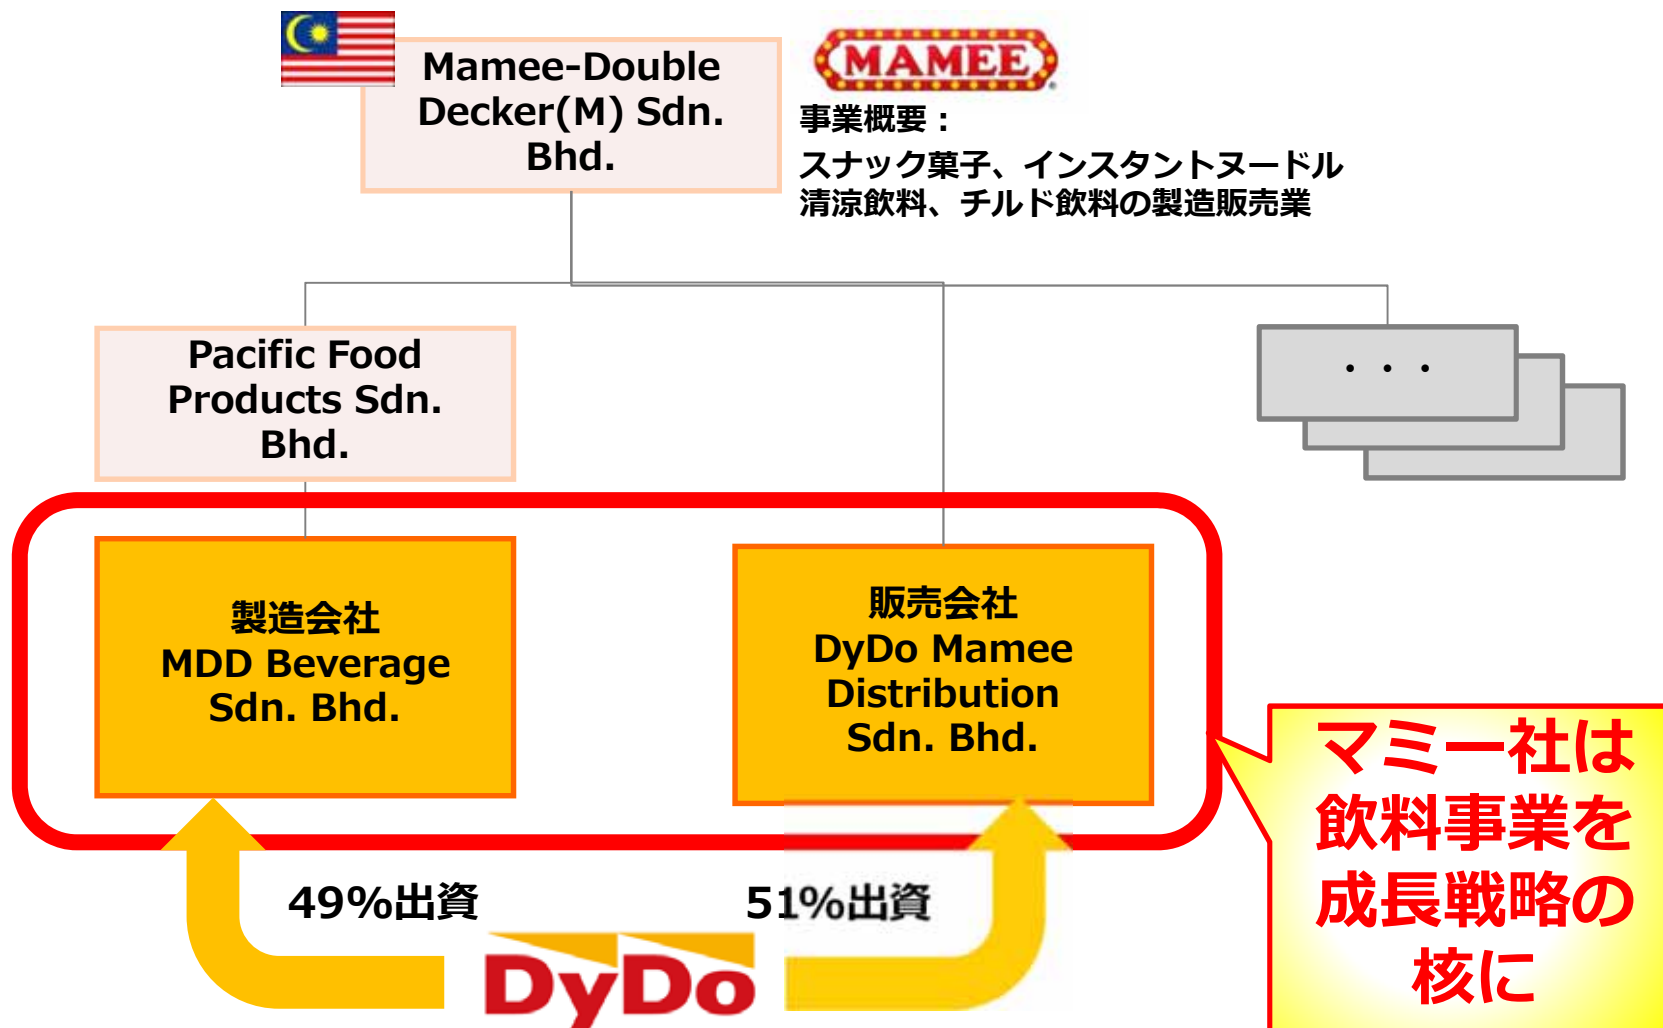 Mamee-Double
Decker(M) Sdn.
Bhd.
MAMEE
事業概要：
スナック菓子、インスタントヌードル
清涼飲料、チルド飲料の製造販売業
Pacific Food
Products Sdn.
Bhd.
・・・
製造会社
MDD Beverage
Sdn. Bhd.
販売会社
DyDo Mamee
Distribution
Sdn. Bhd.
マミー社は
飲料事業を
成長戦略の
核に
49%出資
51%出資
DyDo